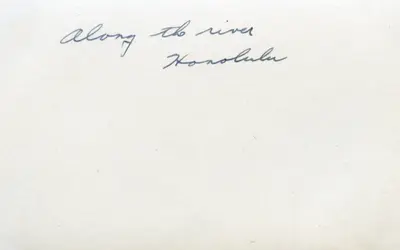 Along the river
Honolulu